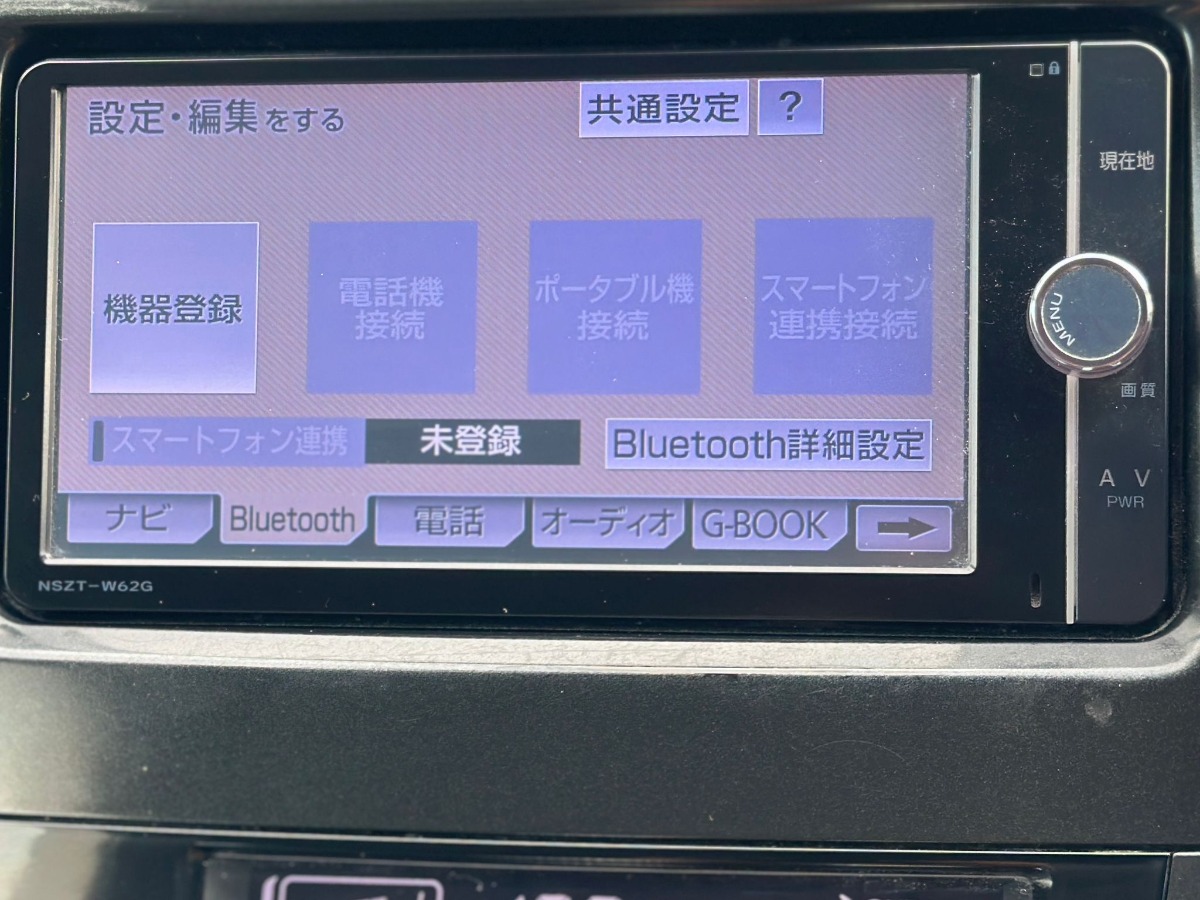 設定・編集をする
共通設定
?
現在地
機器登録
電話機
接続
ポータブル機
接続
スマートフォン
連携接続
MENU
画質
スマートフォン連携
未登録
Bluetooth詳細設定
A V
PWR
ナビ
Bluetooth
電話
オーディオ
G-BOOK
NSZT-W62G